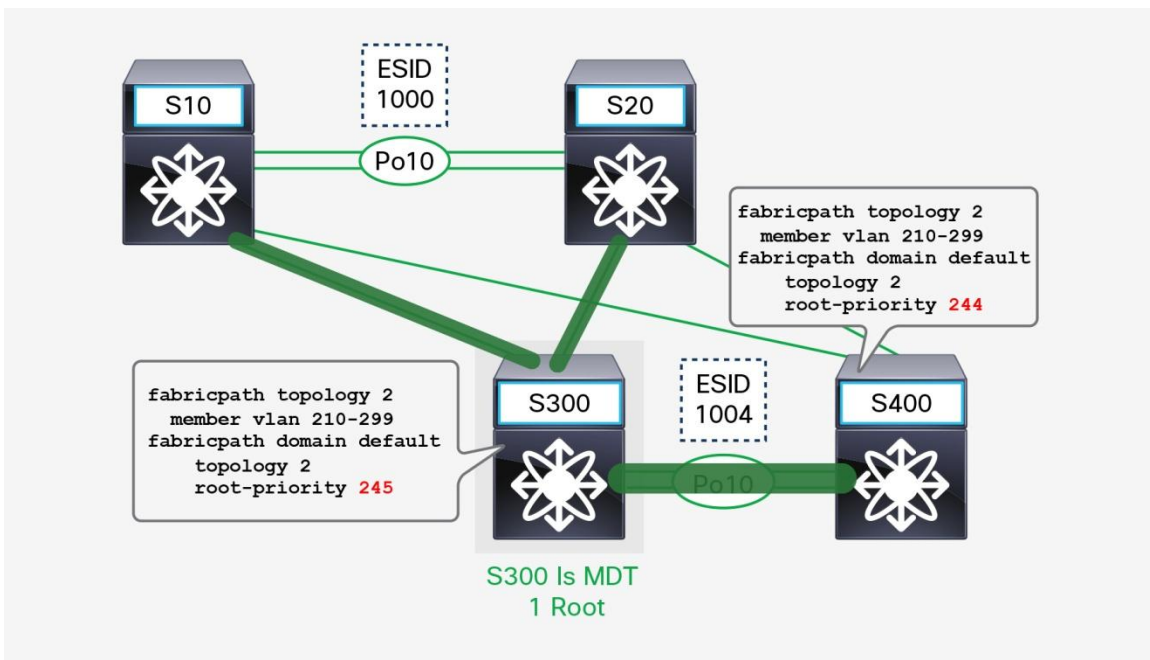 ESID
1000
S10
S20
Po10
fabricpath topology 2
member vlan 210-299
fabricpath domain default
topology 2
root-priority 244
fabricpath topology 2
member vlan 210-299
fabricpath domain default
topology 2
root-priority 245
S300
ESID
1004
S400
Po10
S300 Is MDT
1 Root